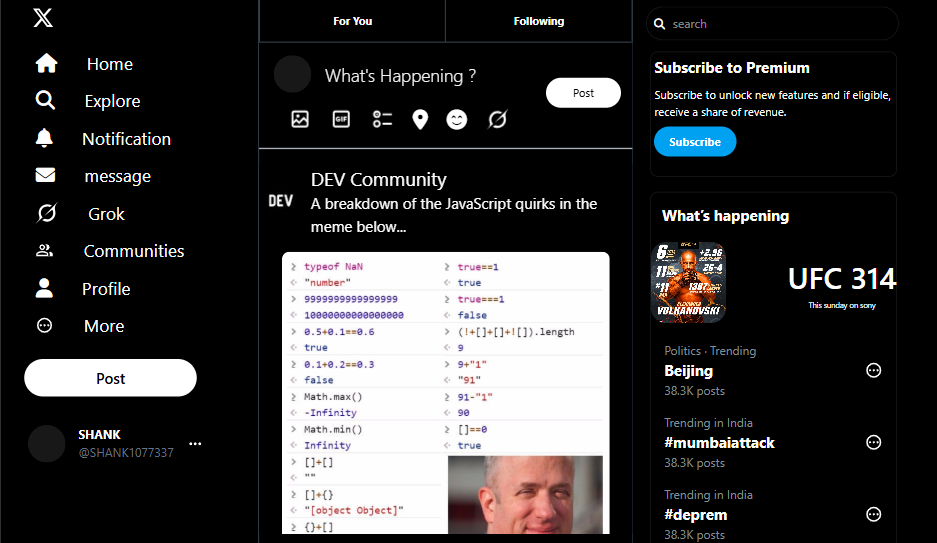 Home
Explore
Notification
message
Grok
Communities
Profile
More
Post
SHANK
@SHANK1077337
For You
Following
What's Happening ?
Post
GIF
DEV
DEV Community
A breakdown of the JavaScript quirks in the
meme below...
> typeof NaN
<· "number"
> 9999999999999999
<· 10000000000000000
> 0.5+0.1==0.6
<· true
> 0.1+0.2==0.3
<· false
> Math.max()
<· -Infinity
> Math.min()
<· Infinity
> []+[]
<· ""
> []+{}
<· "[object Object]"
> {}+[]
> true==1
<· true
> true===1
<· false
> (!+[]+[]+![]).length
<· 9
> 9+"1"
<· "91"
> 91-"1"
<· 90
> []==0
<· true
search
Subscribe to Premium
Subscribe to unlock new features and if eligible,
receive a share of revenue.
Subscribe
What's happening
VOLKANOVSKI
UFC 314
This sunday on sony
Politics · Trending
Beijing
38.3K posts
Trending in India
#mumbaiattack
38.3K posts
Trending in India
#deprem
38.3K posts